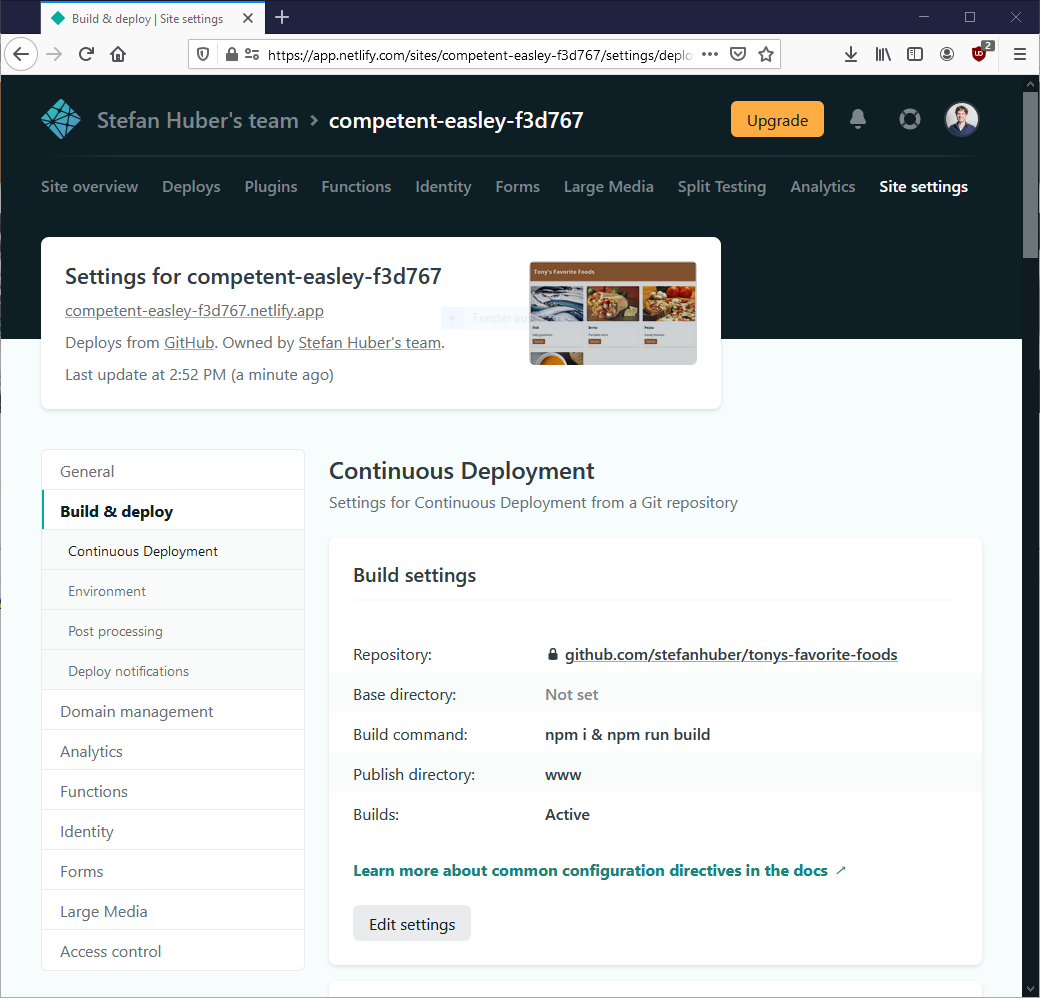 Build & deploy | Site settings
https://app.netlify.com/sites/competent-easley-f3d767/settings/deplo
2
Stefan Huber's team › competent-easley-f3d767
Upgrade
Site overview Deploys Plugins Functions Identity Forms Large Media Split Testing Analytics Site settings
Settings for competent-easley-f3d767
competent-easley-f3d767.netlify.app
Deploys from GitHub. Owned by Stefan Huber's team.
Last update at 2:52 PM (a minute ago)
Fenster
Tony's Favorite Foods
General
Build & deploy
Continuous Deployment
Environment
Post processing
Deploy notifications
Domain management
Analytics
Functions
Identity
Forms
Large Media
Access control
Continuous Deployment
Settings for Continuous Deployment from a Git repository
Build settings
Repository: github.com/stefanhuber/tonys-favorite-foods
Base directory: Not set
Build command: npm i & npm run build
Publish directory: www
Builds: Active
Learn more about common configuration directives in the docs ↗
Edit settings